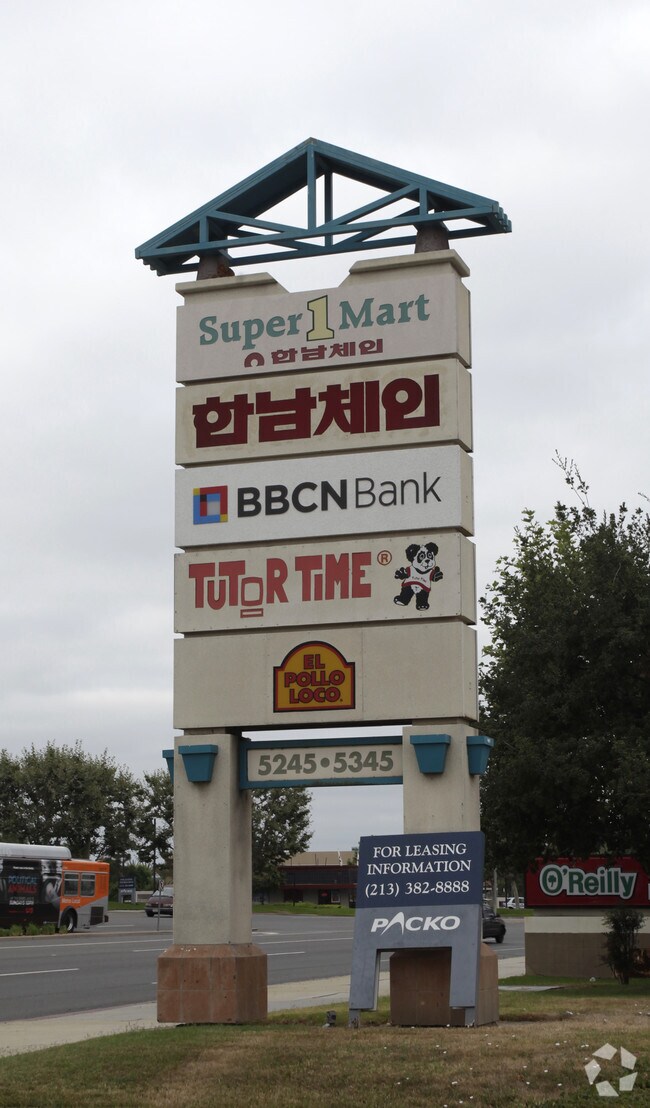 Super 1 Mart
한남체인
한남체인
BBCN Bank
TUTOR TIME ®
EL
POLLO
LOCO
5245•5345
FOR LEASING
INFORMATION
(213) 382-8888
PACKO
O'Reilly